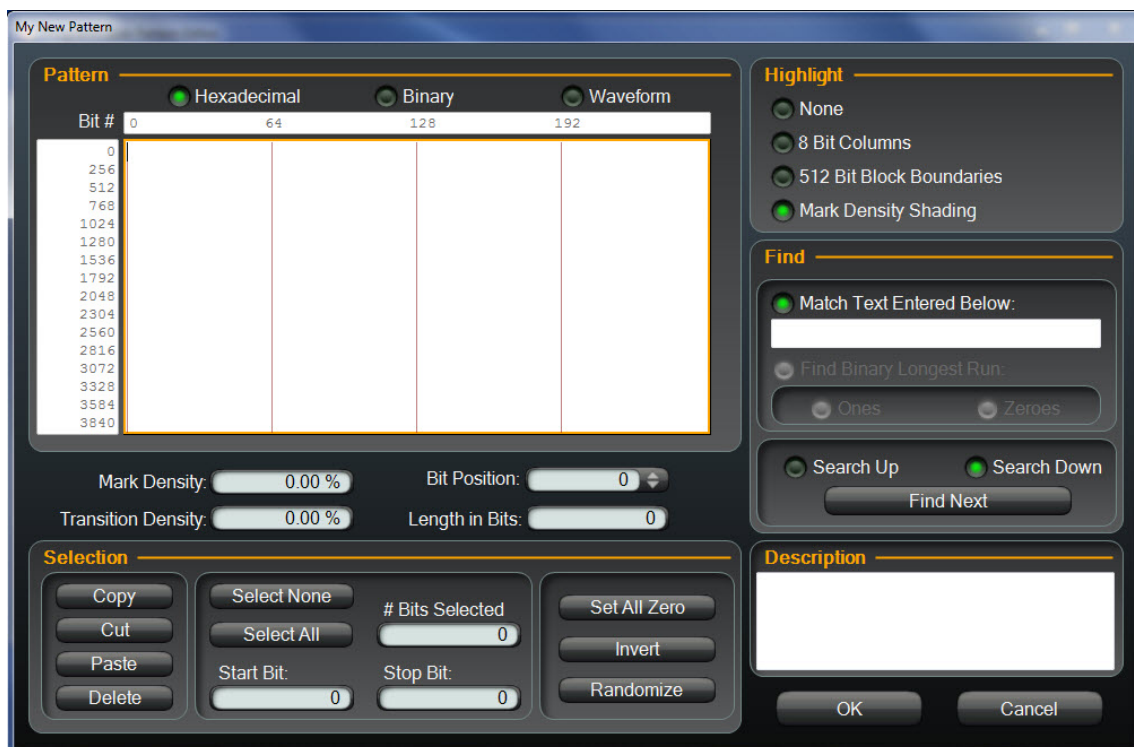 My New Pattern
Pattern
Hexadecimal Binary Waveform
Bit # 0 64 128 192
0
256
512
768
1024
1280
1536
1792
2048
2304
2560
2816
3072
3328
3584
3840
Mark Density: 0.00 % Bit Position: 0
Transition Density: 0.00 % Length in Bits: 0
Selection
Copy
Cut
Paste
Delete
Select None
Select All
# Bits Selected
0
Start Bit:
0
Stop Bit:
0
Set All Zero
Invert
Randomize
Highlight
None
8 Bit Columns
512 Bit Block Boundaries
Mark Density Shading
Find
Match Text Entered Below:
Find Binary Longest Run:
Ones Zeroes
Search Up Search Down
Find Next
Description
OK Cancel